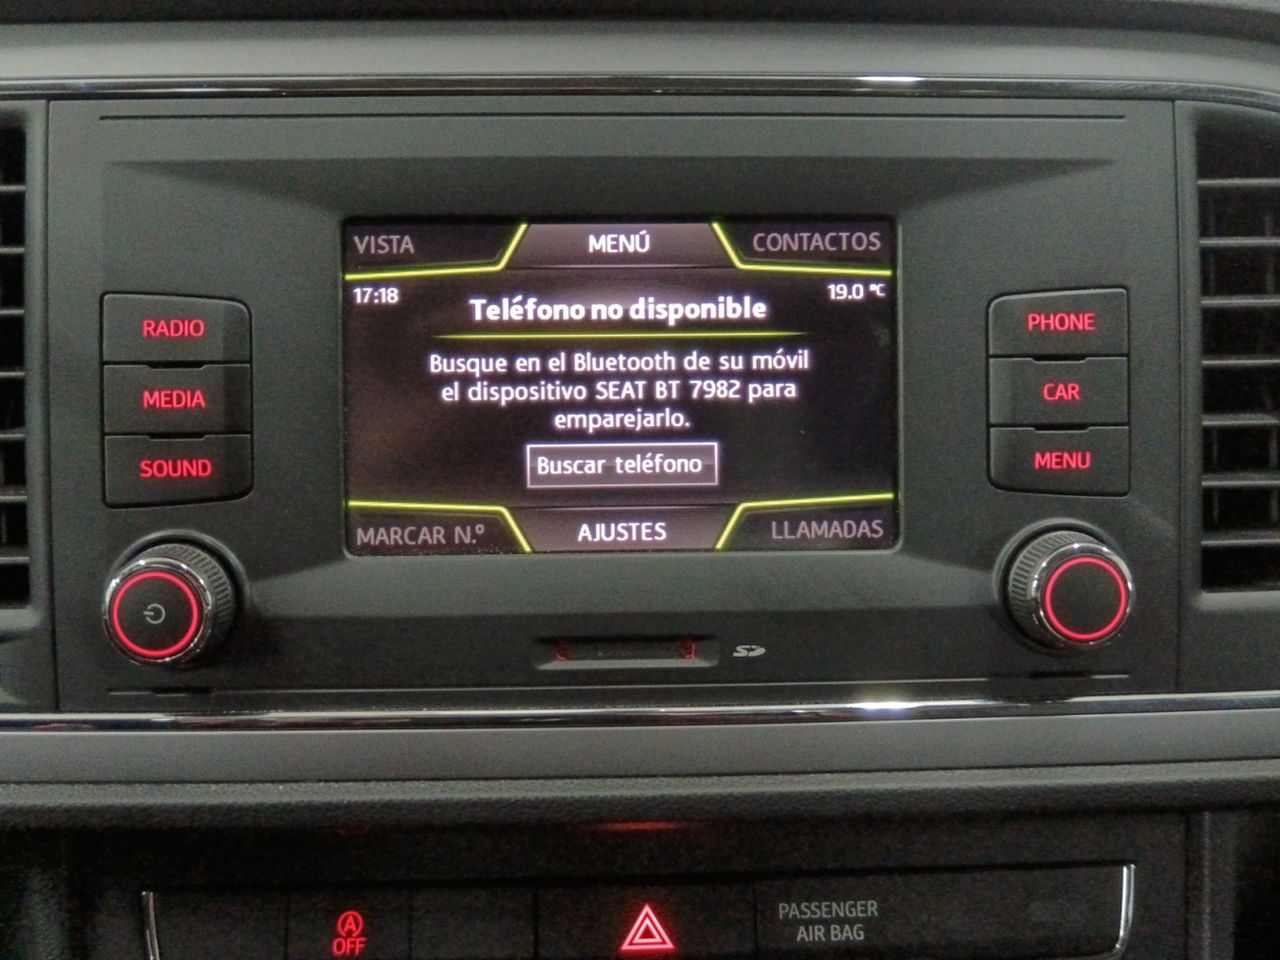 VISTA
MENÚ
CONTACTOS
17:18
19.0 °C
Teléfono no disponible
Busque en el Bluetooth de su móvil
el dispositivo SEAT BT 7982 para
emparejarlo.
Buscar teléfono
MARCAR N.º
AJUSTES
LLAMADAS
RADIO
MEDIA
SOUND
PHONE
CAR
MENU
SD
A
OFF
PASSENGER
AIR BAG